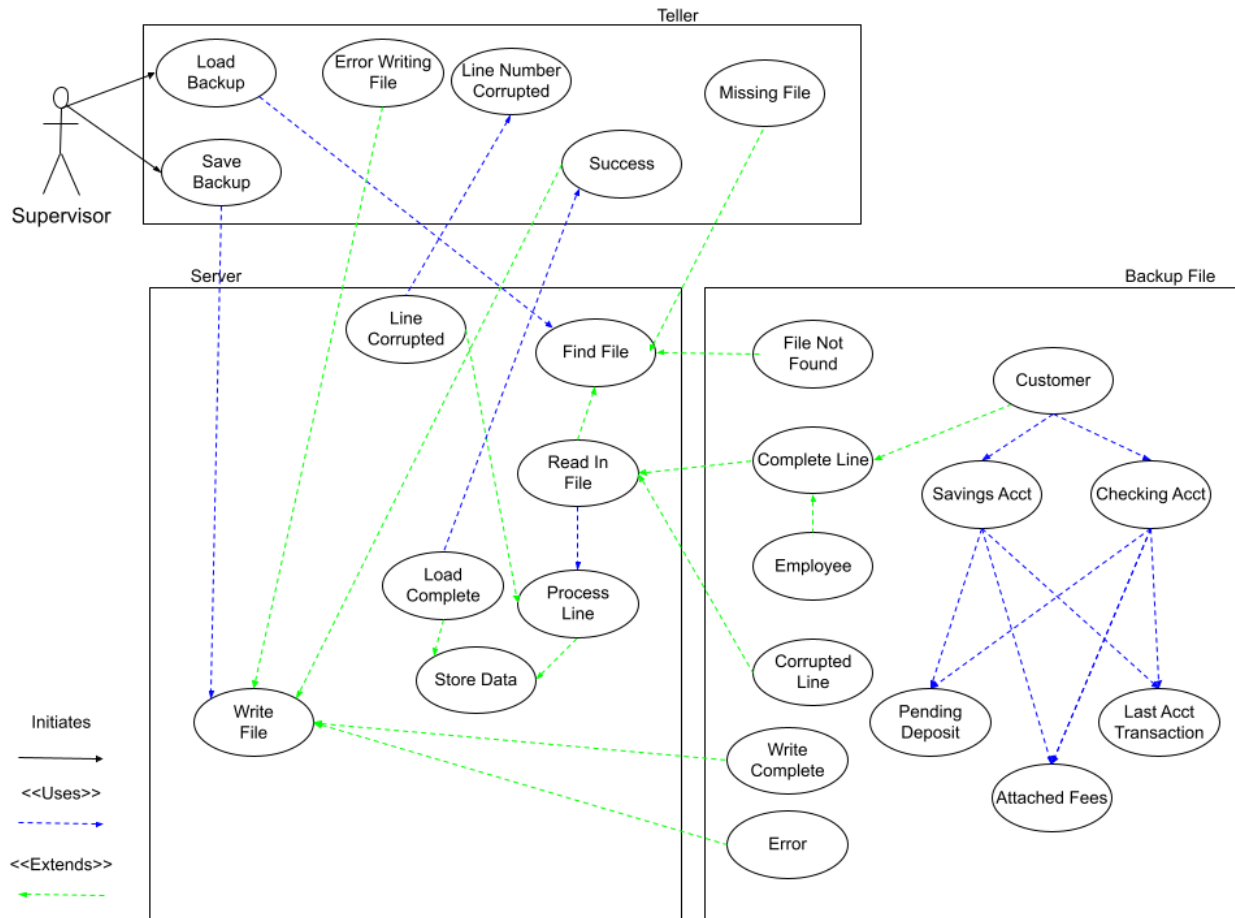 Teller
Load
Backup
Error Writing
File
Line Number
Corrupted
Missing File
Save
Backup
Success
Supervisor
Server
Backup File
Line
Corrupted
Find File
File Not
Found
Customer
Read In
File
Complete Line
Savings Acct
Checking Acct
Load
Complete
Process
Line
Employee
Store Data
Corrupted
Line
Write
File
Pending
Deposit
Last Acct
Transaction
Write
Complete
Attached Fees
Error
Initiates
<<Uses>>
<<Extends>>